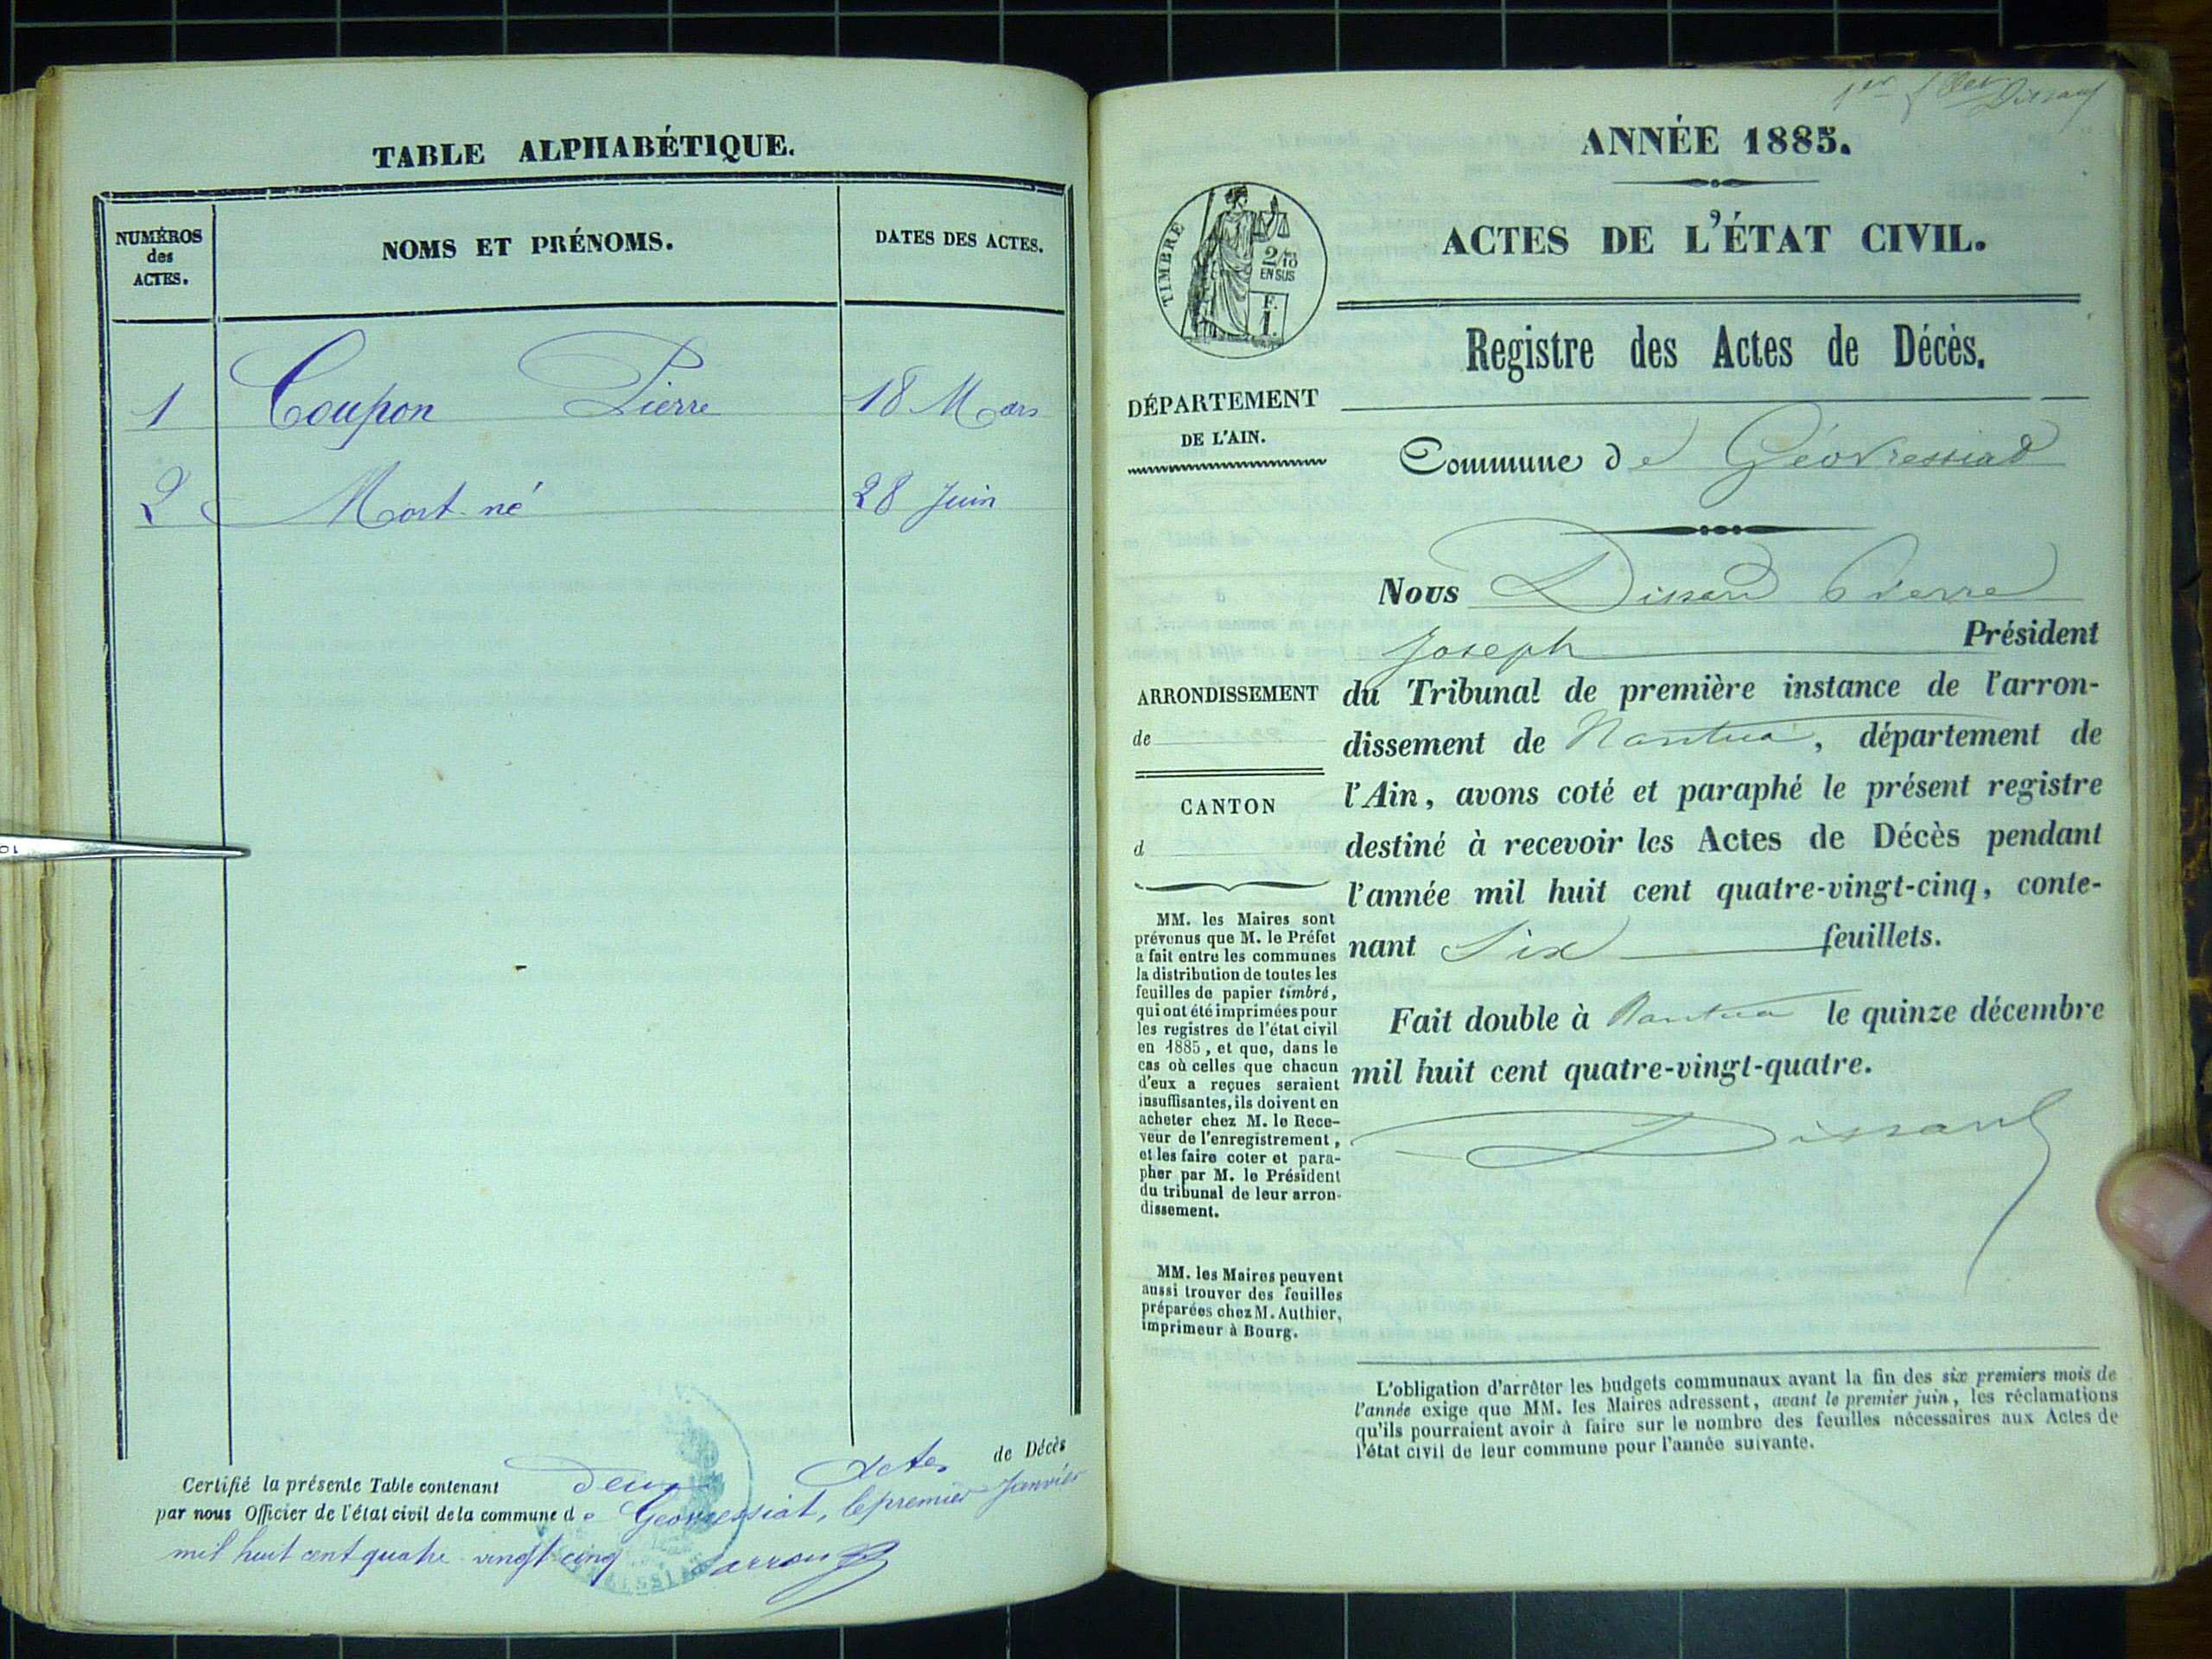 TABLE ALPHABÉTIQUE.
NUMÉROS
des
ACTES.
NOMS ET PRÉNOMS.
DATES DES ACTES.
1 Coupon Pierre 18 Mars
2 Mort-né 28 Juin
Certifié la présente Table contenant deux actes de Décès
par nous Officier de l'état civil de la commune de Géovressiat, le premier Janvier
mil huit cent quatre-vingt cinq
1er f
Dissard
ANNÉE 1885.
ACTES DE L'ÉTAT CIVIL.
TIMBRE
2/10
EN SUS
F.
1.
Registre des Actes de Décès.
DÉPARTEMENT
DE L'AIN.
Commune de Géovressiat
Nous Dissard Pierre
Joseph Président
ARRONDISSEMENT
de
CANTON
d
du Tribunal de première instance de l'arron-
dissement de Nantua, département de
l'Ain, avons coté et paraphé le présent registre
destiné à recevoir les Actes de Décès pendant
l'année mil huit cent quatre-vingt-cinq, conte-
nant Six feuillets.
Fait double à Nantua le quinze décembre
mil huit cent quatre-vingt-quatre.
Dissard
MM. les Maires sont
prévenus que M. le Préfet
a fait entre les communes
la distribution de toutes les
feuilles de papier timbré,
qui ont été imprimées pour
les registres de l'état civil
en 1885, et que, dans le
cas où celles que chacun
d'eux a reçues seraient
insuffisantes, ils doivent en
acheter chez M. le Rece-
veur de l'enregistrement,
et les faire coter et para-
pher par M. le Président
du tribunal de leur arron-
dissement.
MM. les Maires peuvent
aussi trouver des feuilles
préparées chez M. Authier,
imprimeur à Bourg.
L'obligation d'arrêter les budgets communaux avant la fin des six premiers mois de
l'année exige que MM. les Maires adressent, avant le premier juin, les réclamations
qu'ils pourraient avoir à faire sur le nombre des feuilles nécessaires aux Actes de
l'état civil de leur commune pour l'année suivante.